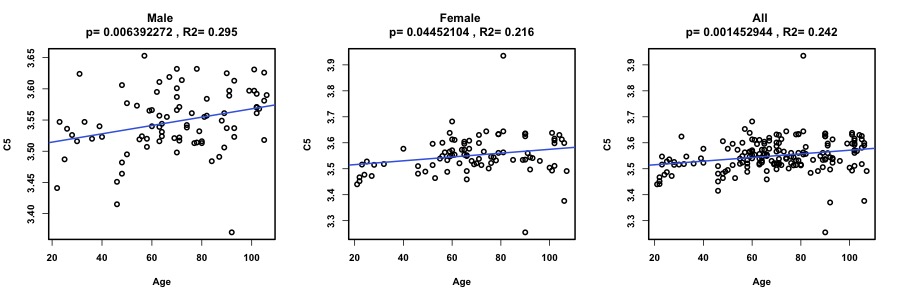 Male
p= 0.006392272 , R2= 0.295
C5
3.65
3.60
3.55
3.50
3.45
3.40
20 40 60 80 100
Age
Female
p= 0.04452104 , R2= 0.216
C5
3.9
3.8
3.7
3.6
3.5
3.4
3.3
20 40 60 80 100
Age
All
p= 0.001452944 , R2= 0.242
C5
3.9
3.8
3.7
3.6
3.5
3.4
3.3
20 40 60 80 100
Age